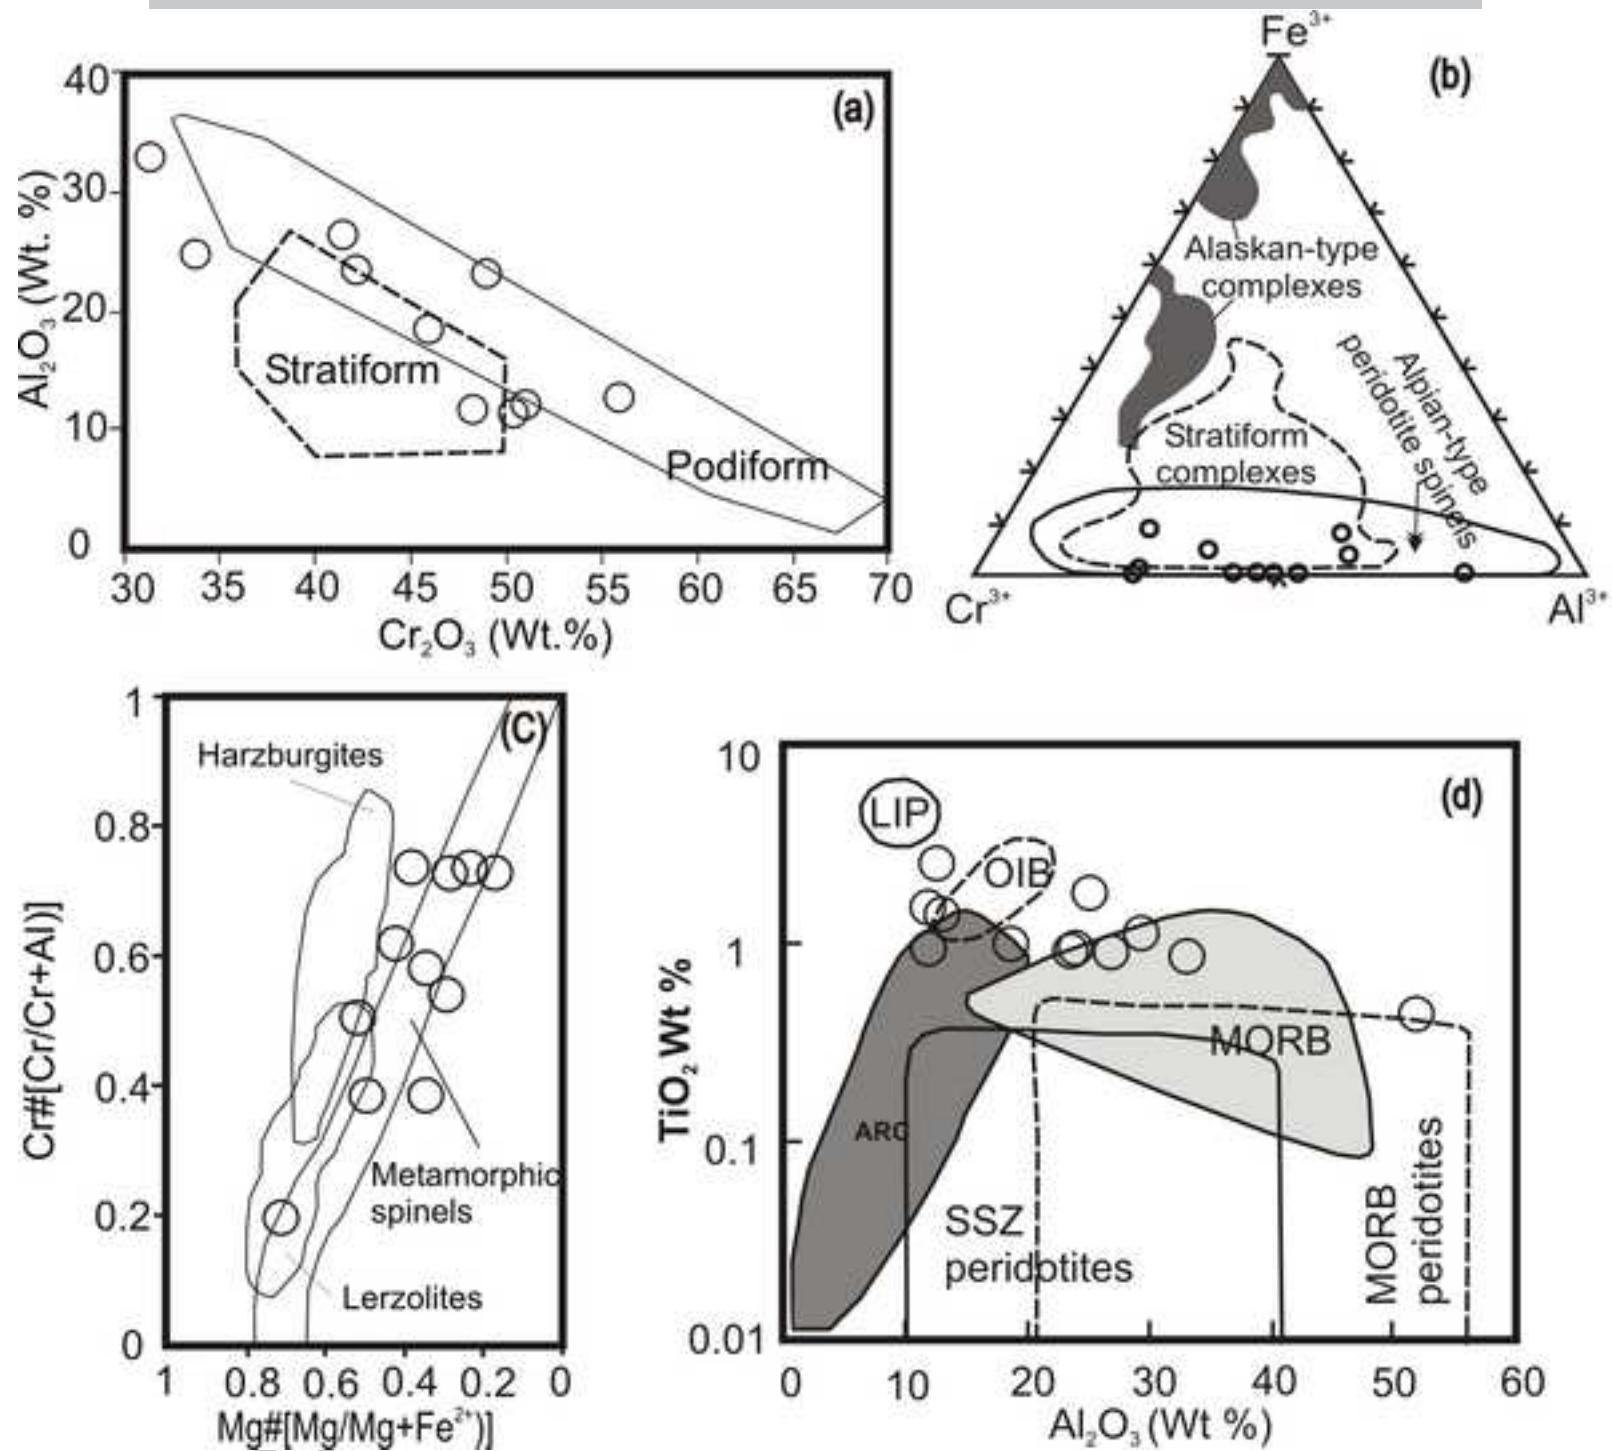 (a)
40
30
20
10
0
Al₂O₃ (Wt. %)
Stratiform
Podiform
30 35 40 45 50 55 60 65 70
Cr₂O₃ (Wt.%)
(b)
Fe³⁺
Alaskan-type
complexes
Stratiform
complexes
Alpian-type
peridotite spinels
Cr³⁺
Al³⁺
(C)
1
0.8
0.6
0.4
0.2
0
Cr#[Cr/Cr+Al)]
Harzburgites
Metamorphic
spinels
Lerzolites
1 0.8 0.6 0.4 0.2 0
Mg#[Mg/Mg+Fe²⁺)]
(d)
10
1
0.1
0.01
TiO₂ Wt %
LIP
OIB
MORB
ARC
SSZ
peridotites
MORB
peridotites
0 10 20 30 40 50 60
Al₂O₃ (Wt %)